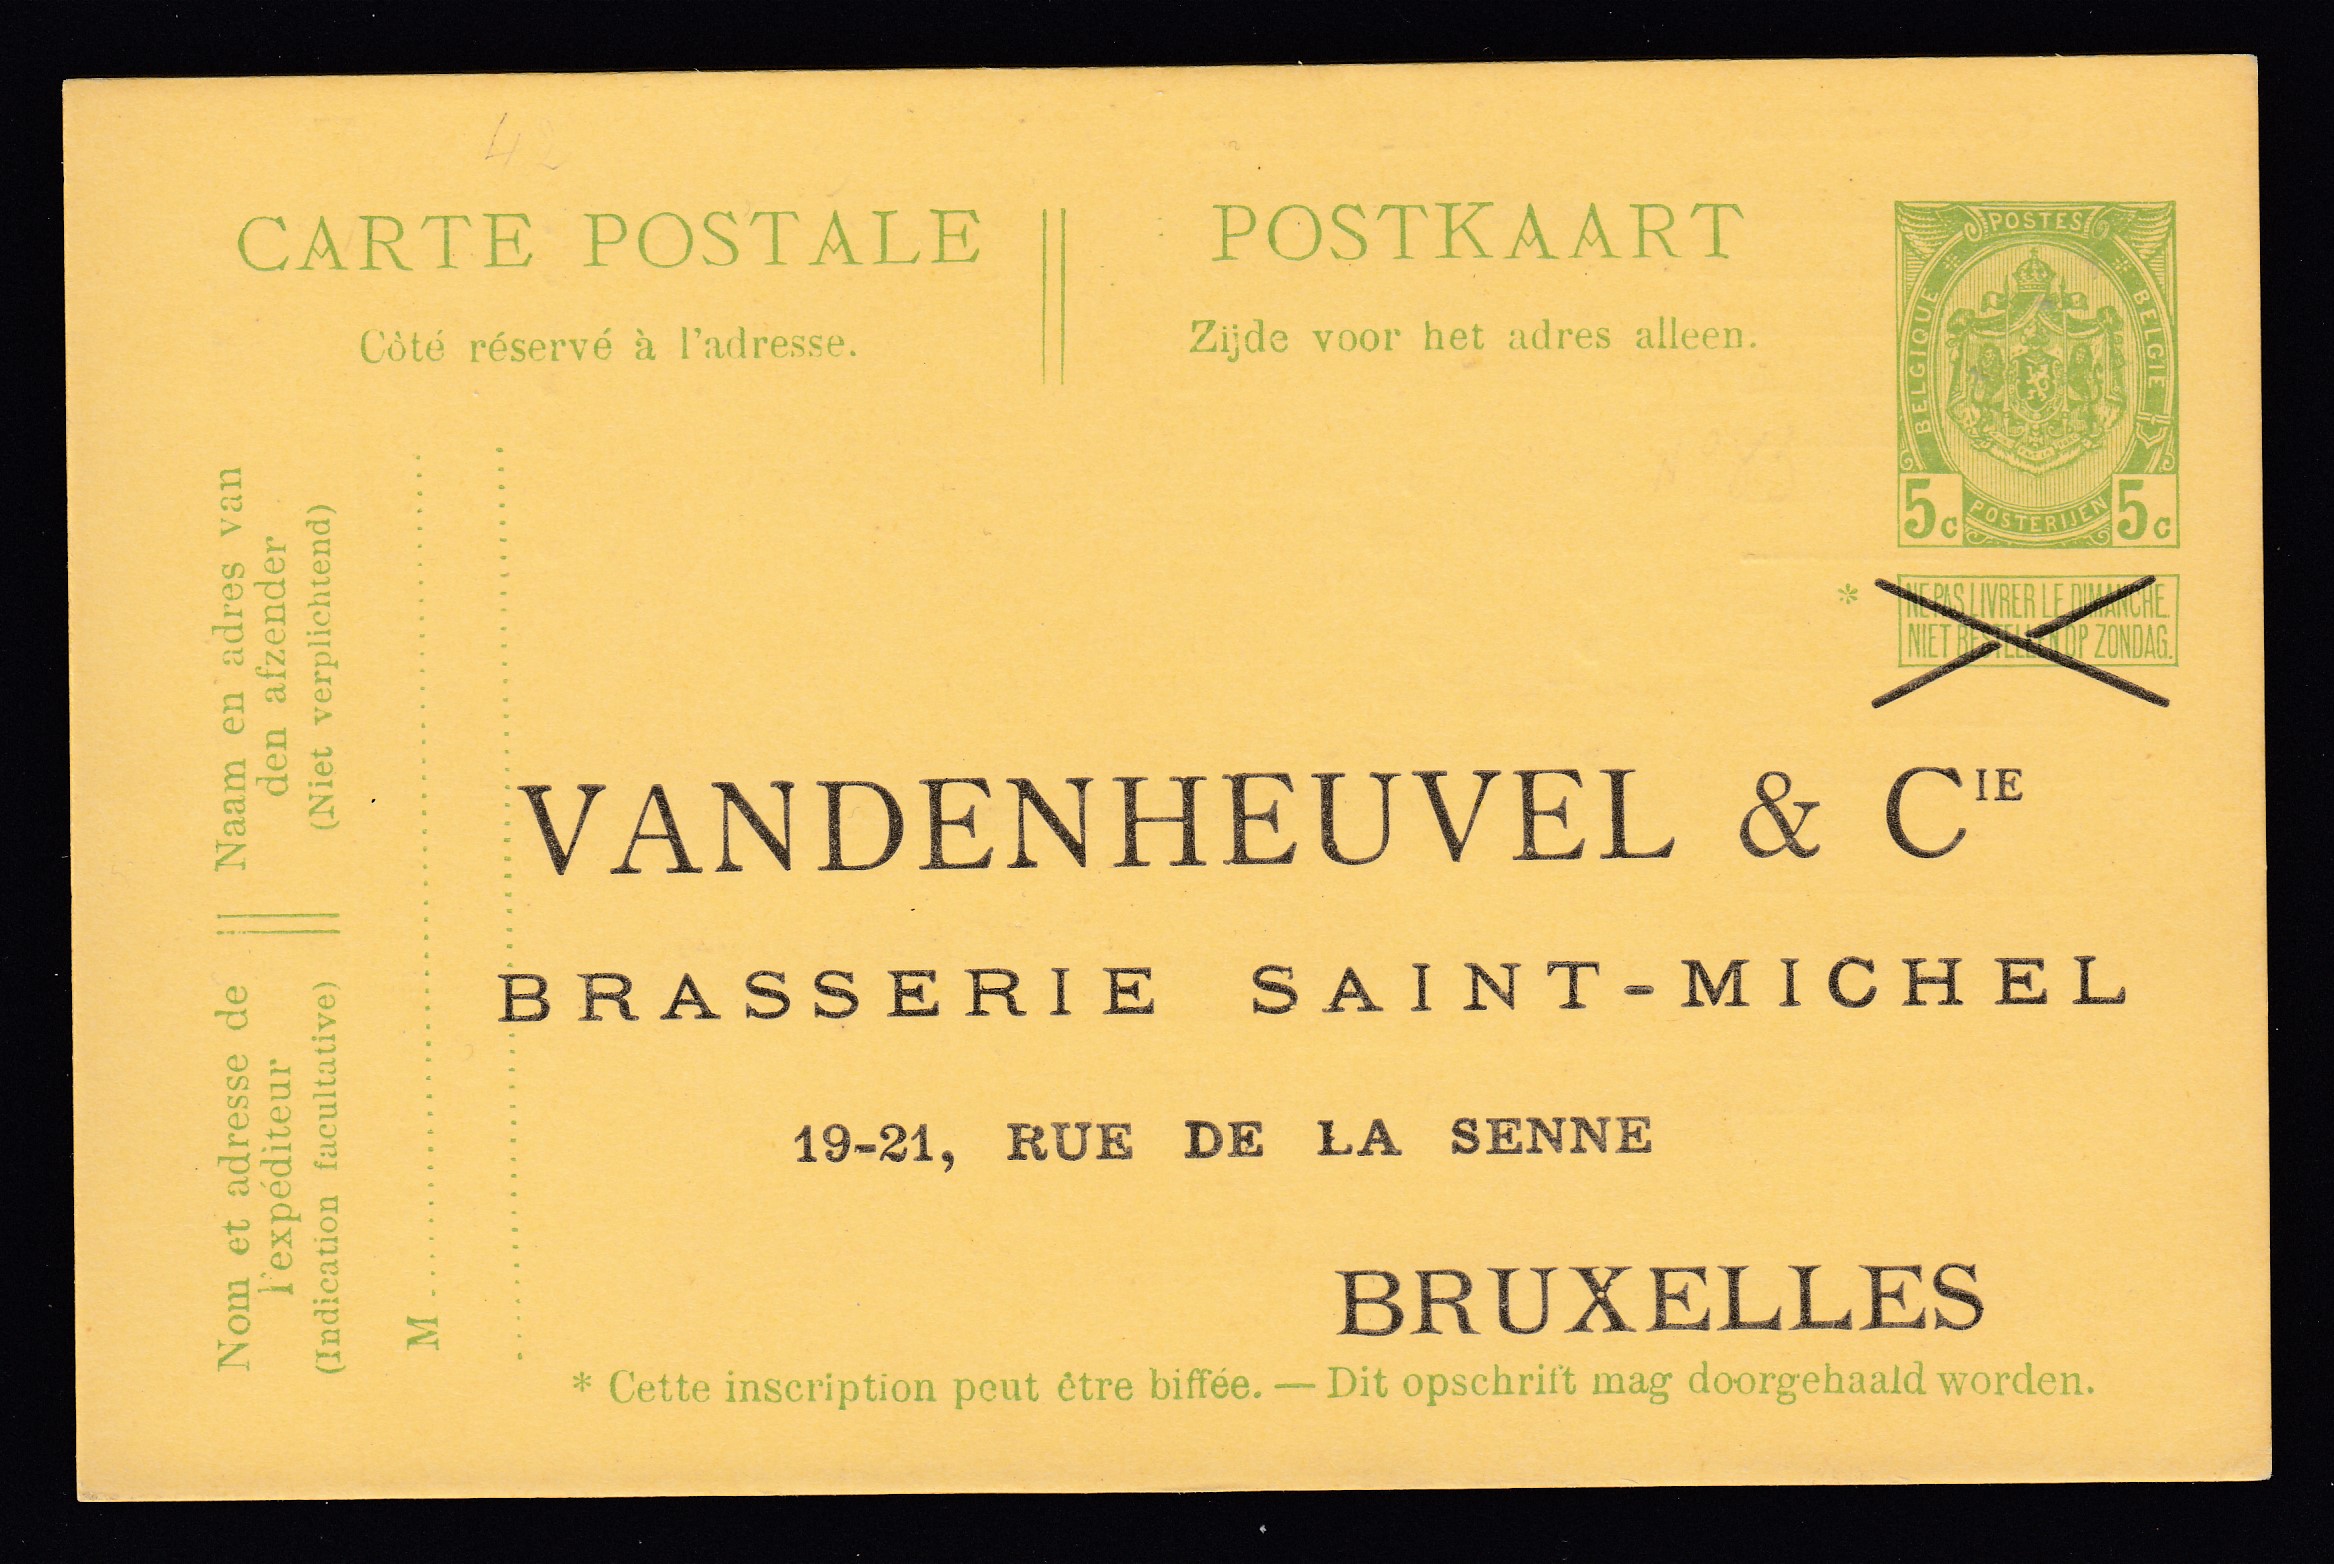 42
CARTE POSTALE
Côté réservé à l'adresse.
POSTKAART
Zijde voor het adres alleen.
POSTES
BELGIQUE
BELGIE
5c
POSTERIJEN
5c
* NE PAS LIVRER LE DIMANCHE.
NIET BESTELLEN OP ZONDAG.
Naam en adres van
den afzender
(Niet verplichtend)
Nom et adresse de
l'expéditeur
(Indication facultative)
M
VANDENHEUVEL & CIE
BRASSERIE SAINT-MICHEL
19-21, RUE DE LA SENNE
BRUXELLES
* Cette inscription peut être biffée. — Dit opschrift mag doorgehaald worden.